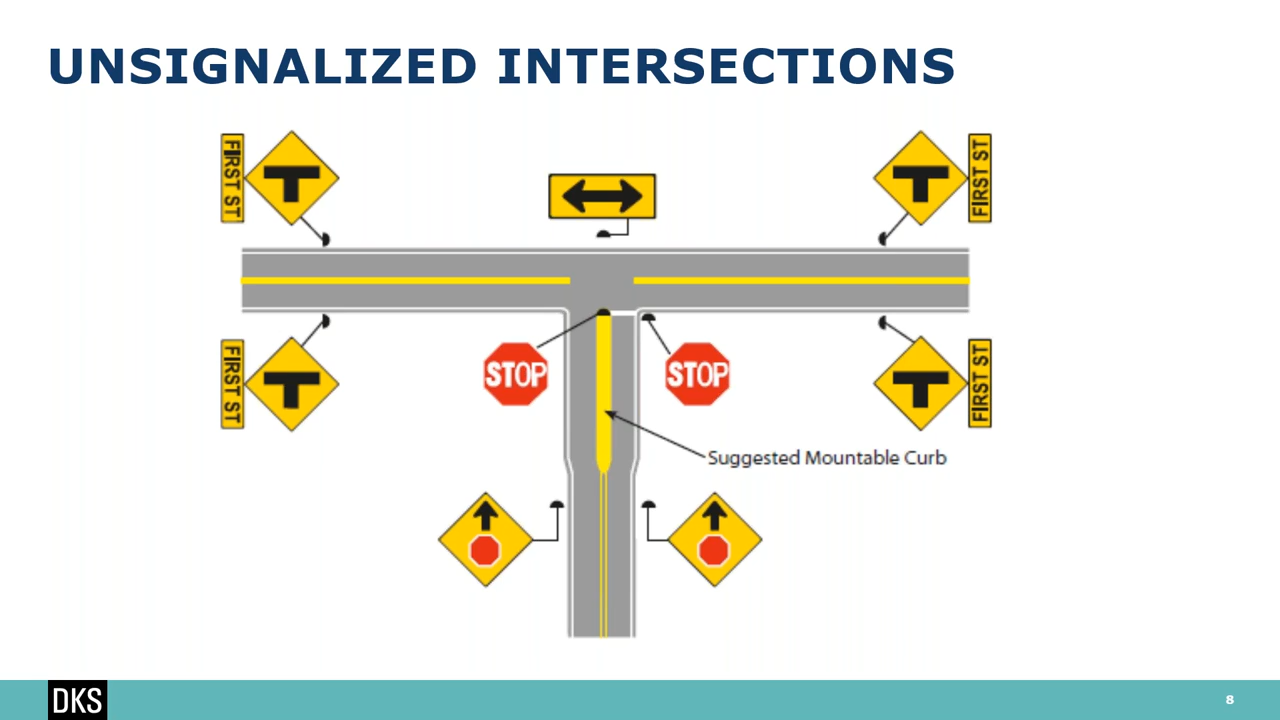 UNSIGNALIZED INTERSECTIONS
FIRST ST
FIRST ST
STOP
STOP
FIRST ST
FIRST ST
Suggested Mountable Curb
DKS
8